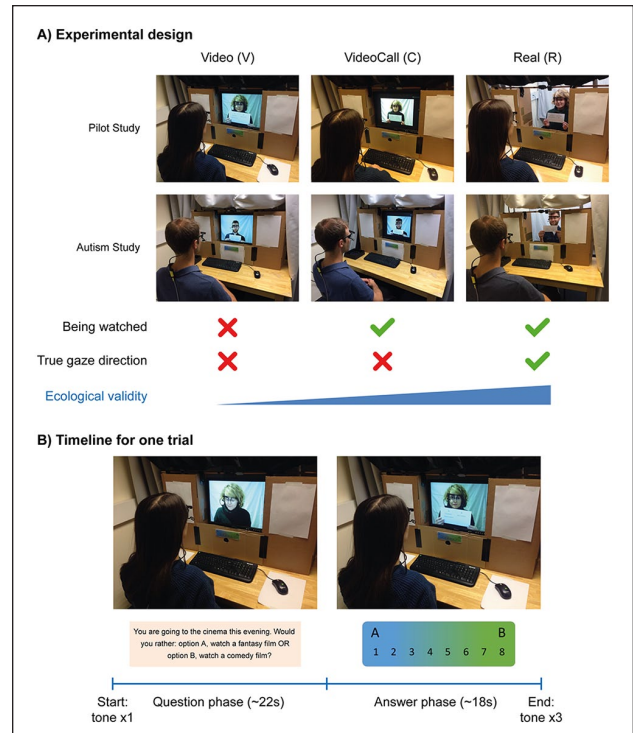 A) Experimental design
Video (V)
VideoCall (C)
Real (R)
Pilot Study
Autism Study
Being watched
True gaze direction
Ecological validity
B) Timeline for one trial
You are going to the cinema this evening. Would
you rather: option A, watch a fantasy film OR
option B, watch a comedy film?
A
B
1 2 3 4 5 6 7 8
Start:
tone x1
Question phase (~22s)
Answer phase (~18s)
End:
tone x3